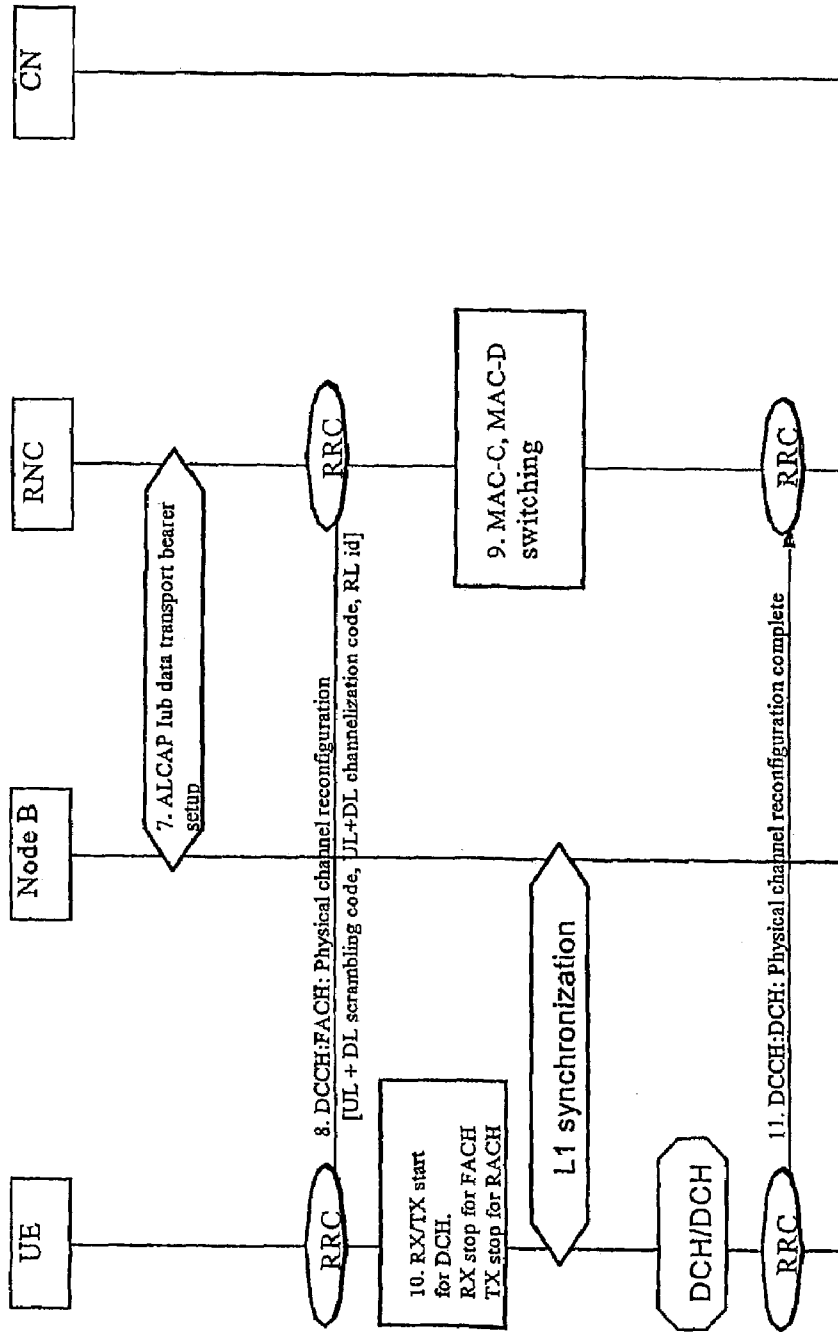 UE
Node B
RNC
CN
7. ALCAP Iub data transport bearer
setup
8. DCCH:FACH: Physical channel reconfiguration
[UL + DL scrambling code, UL+DL channelization code, RL id]
RRC
RRC
9. MAC-C, MAC-D
switching
10. RX/TX start
for DCH.
RX stop for FACH
TX stop for RACH
L1 synchronization
DCH/DCH
11. DCCH:DCH: Physical channel reconfiguration complete
RRC
RRC